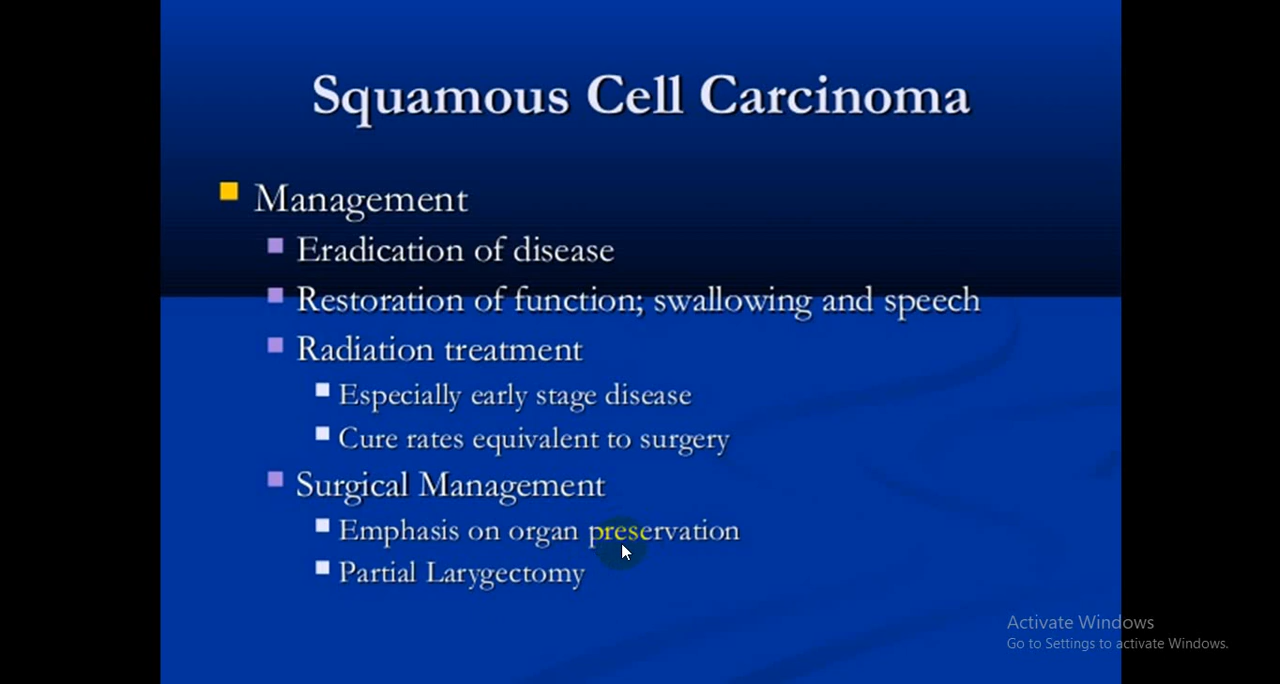 Squamous Cell Carcinoma
Management
Eradication of disease
Restoration of function; swallowing and speech
Radiation treatment
Especially early stage disease
Cure rates equivalent to surgery
Surgical Management
Emphasis on organ preservation
Partial Larygectomy
Activate Windows
Go to Settings to activate Windows.